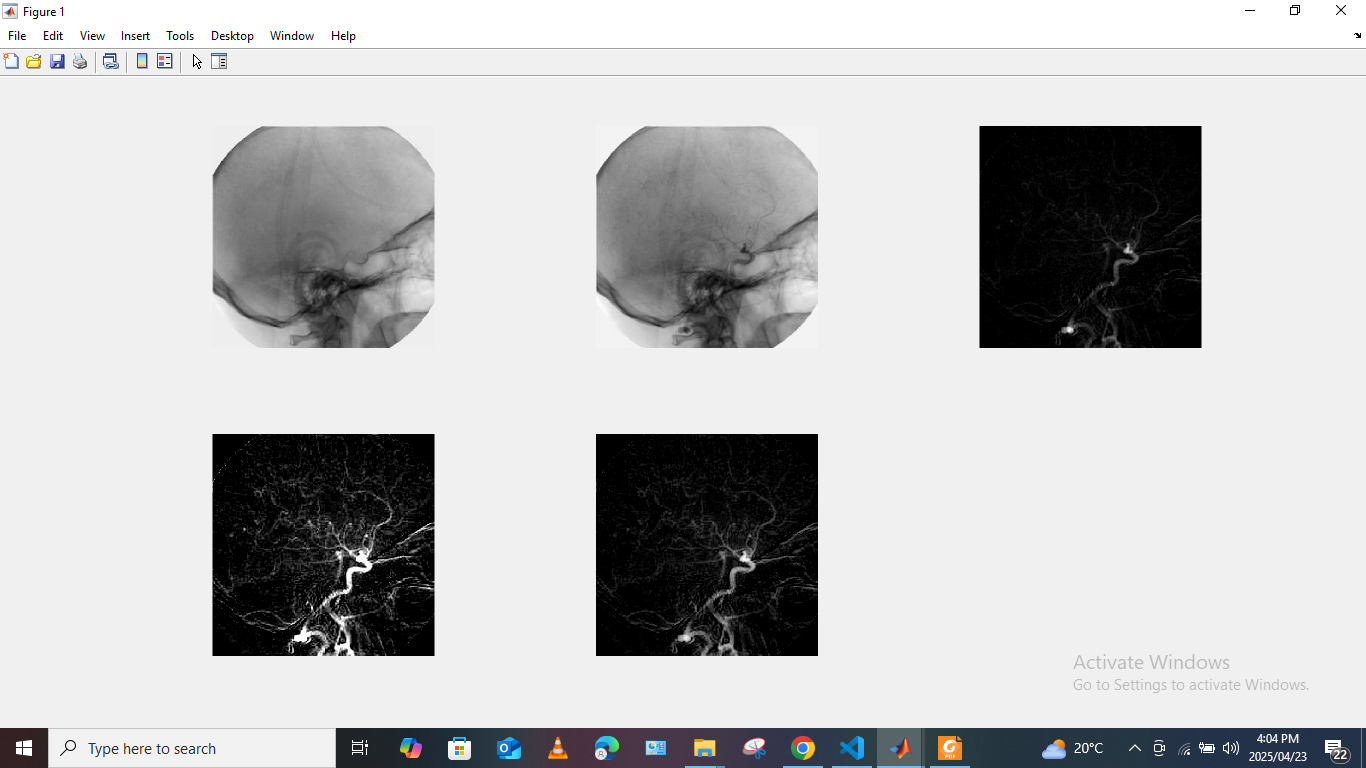 Figure 1
File Edit View Insert Tools Desktop Window Help
Activate Windows
Go to Settings to activate Windows.
Type here to search
20°C
4:04 PM
2025/04/23
22